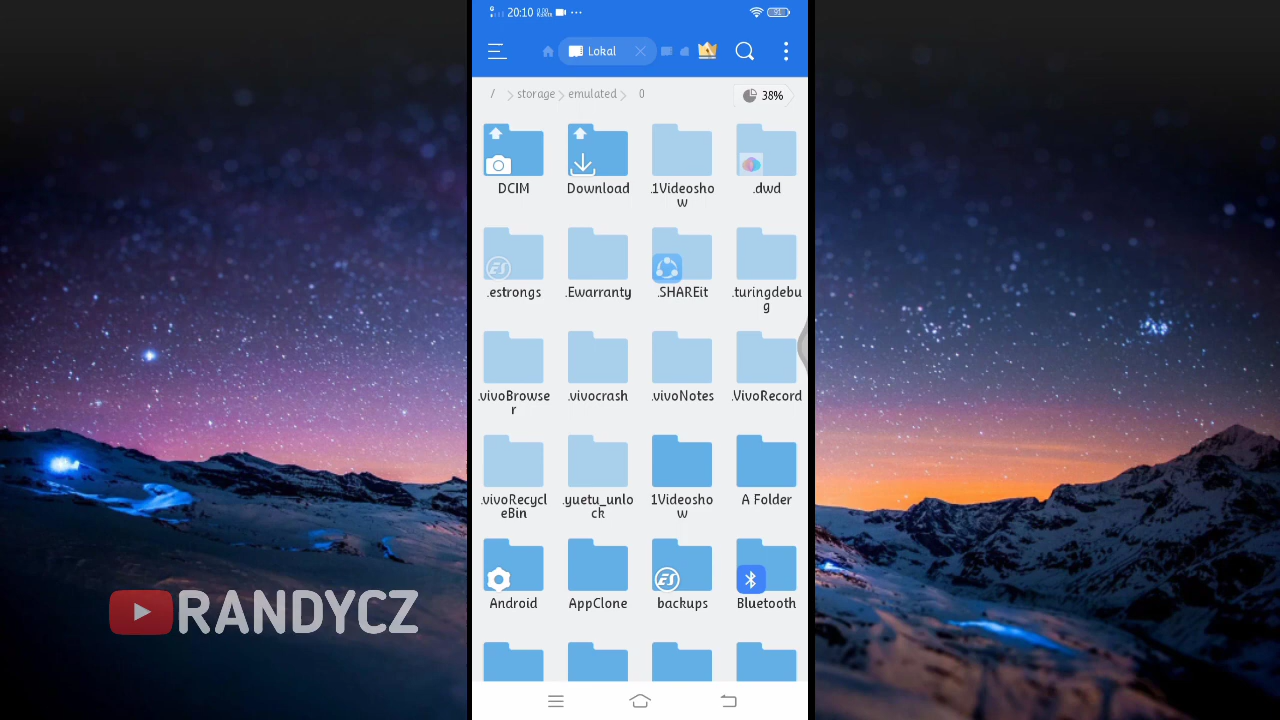 20:10
91
Lokal
/ storage emulated 0
38%
DCIM
Download
.1Videosho
w
.dwd
.estrongs
.Ewarranty
.SHAREit
.turingdebu
g
.vivoBrowse
r
.vivocrash
.vivoNotes
.VivoRecord
.vivoRecycl
eBin
.yuetu_unlo
ck
1Videosho
w
A Folder
Android
AppClone
backups
Bluetooth
RANDYCZ